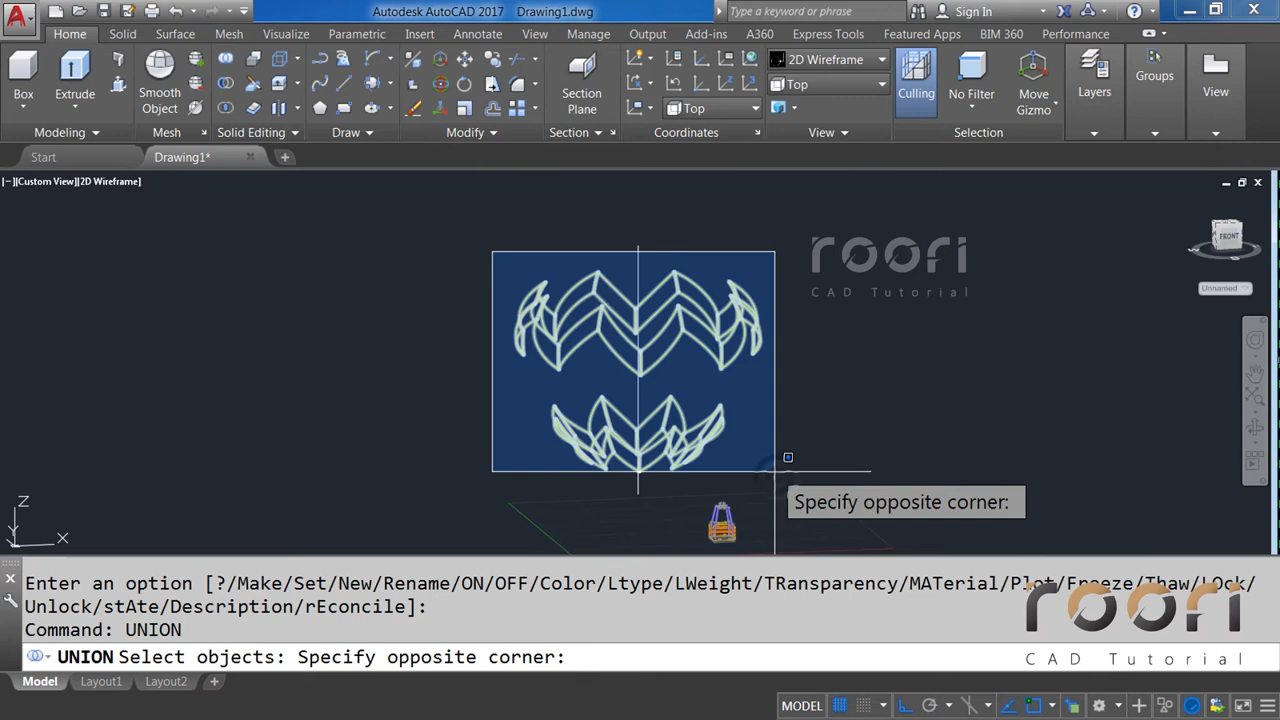 Autodesk AutoCAD 2017 Drawing1.dwg
Type a keyword or phrase
Sign In
Home Solid Surface Mesh Visualize Parametric Insert Annotate View Manage Output Add-ins A360 Express Tools Featured Apps BIM 360 Performance
2D Wireframe
Top
Top
Box Extrude Smooth Object Section Plane Culling No Filter Move Gizmo Layers Groups View
Modeling Mesh Solid Editing Draw Modify Section Coordinates View Selection
Start Drawing1*
[−][Custom View][2D Wireframe]
FRONT
roori
CAD Tutorial
Unnamed
Specify opposite corner:
Z
Y
X
Enter an option [?/Make/Set/New/Rename/ON/OFF/Color/Ltype/LWeight/TRansparency/MATerial/Plot/Freeze/Thaw/LOck/
Unlock/stAte/Description/rEconcile]:
Command: UNION
UNION Select objects: Specify opposite corner:
roori
CAD Tutorial
Model Layout1 Layout2
MODEL